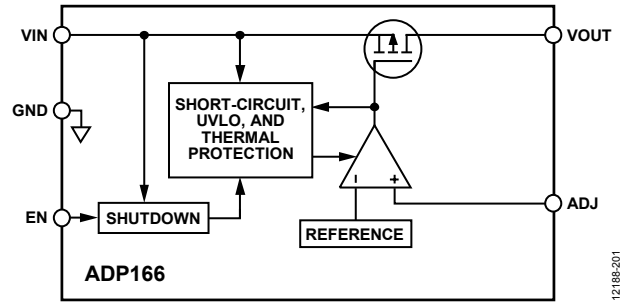 VIN
VOUT
GND
SHORT-CIRCUIT,
UVLO, AND
THERMAL
PROTECTION
EN
SHUTDOWN
REFERENCE
ADJ
ADP166
12188-201